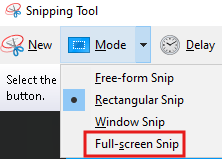 Snipping Tool
New Mode Delay
Select the
button.
Free-form Snip
Rectangular Snip
Window Snip
Full-screen Snip